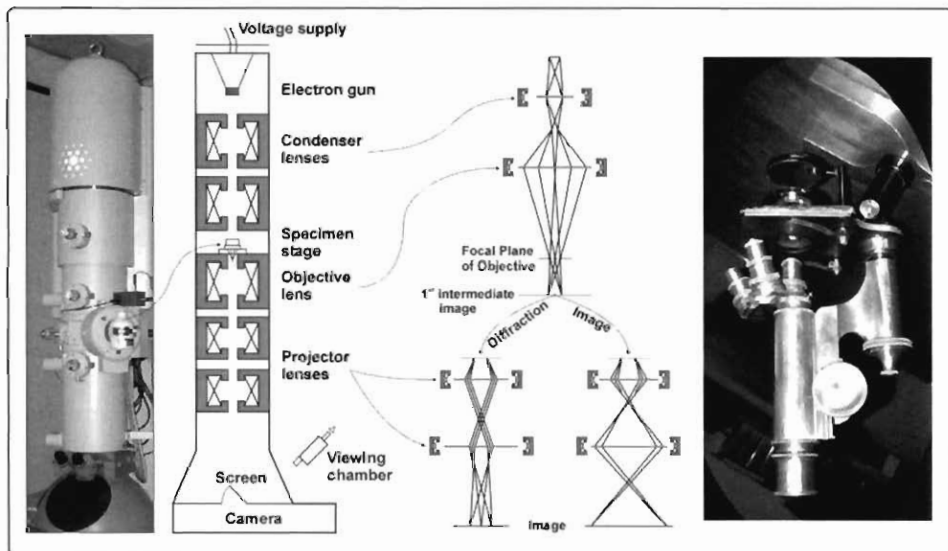 Voltage supply
Electron gun
Condenser
lenses
Specimen
stage
Objective
lens
Projector
lenses
Viewing
chamber
Screen
Camera
Focal Plane
of Objective
1st intermediate
image
Diffraction
Image
Image